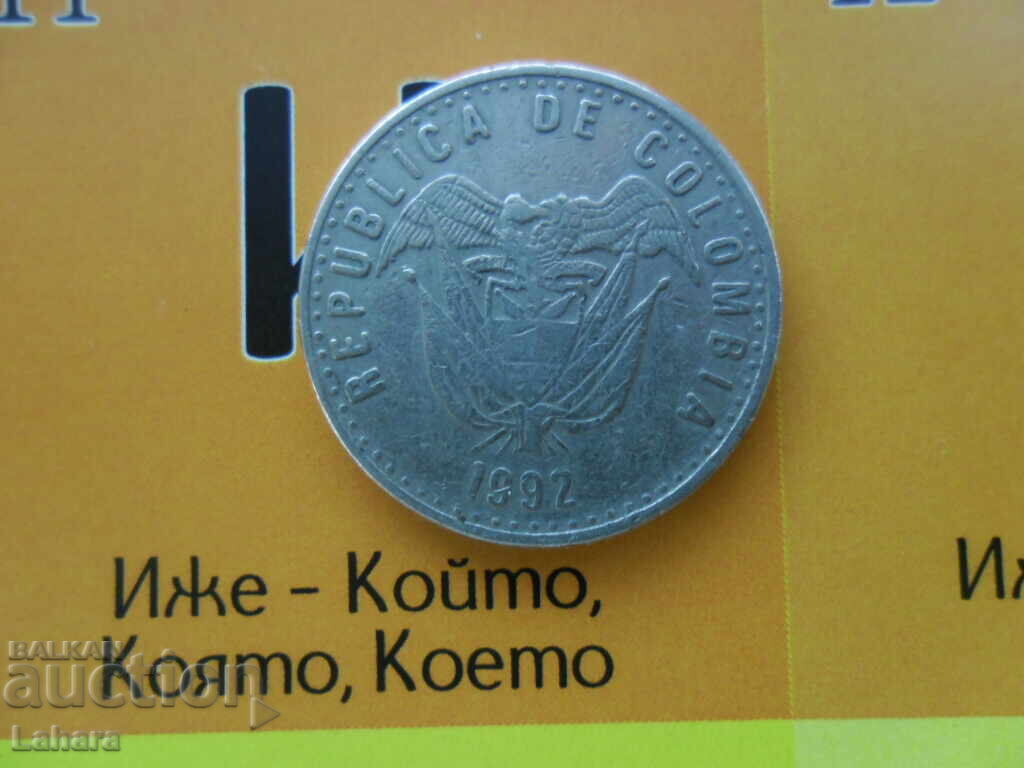 REPUBLICA DE COLOMBIA
1992
Иже - Който,
Която, Което
BALKAN
auction
Lahara